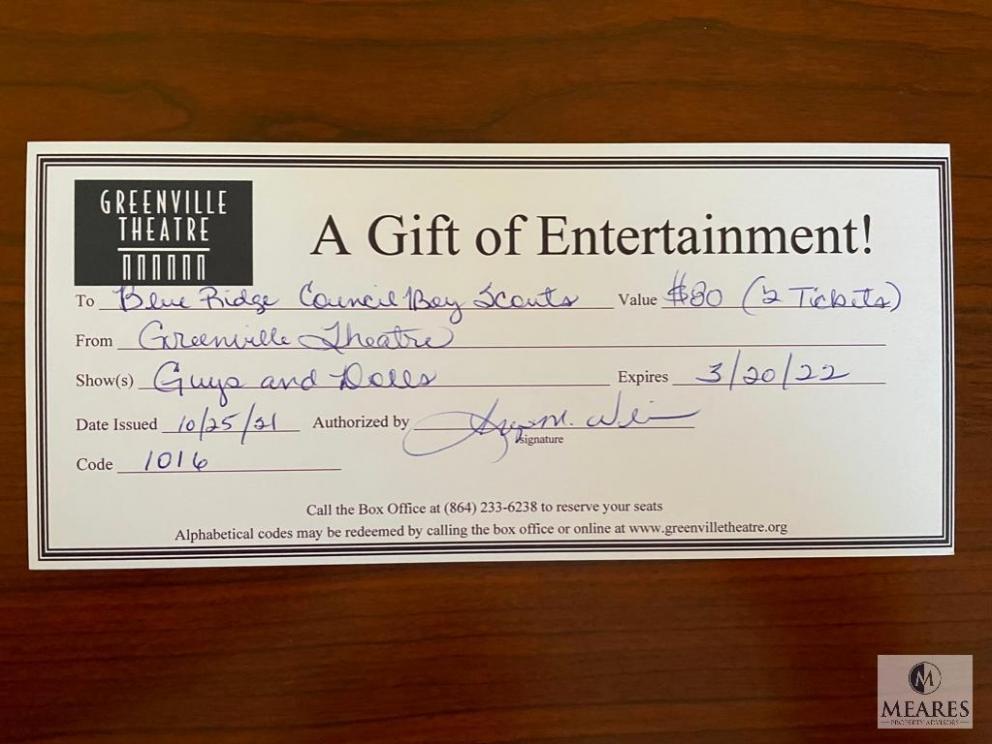 GREENVILLE
THEATRE
A Gift of Entertainment!
To Blue Ridge Council Boy Scouts Value $80 (2 Tickets)
From Greenville Theatre
Show(s) Guys and Dolls Expires 3/20/22
Date Issued 10/25/21 Authorized by
signature
Code 1016
Call the Box Office at (864) 233-6238 to reserve your seats
Alphabetical codes may be redeemed by calling the box office or online at www.greenvilletheatre.org
M
MEARES
PROPERTY ADVISORS